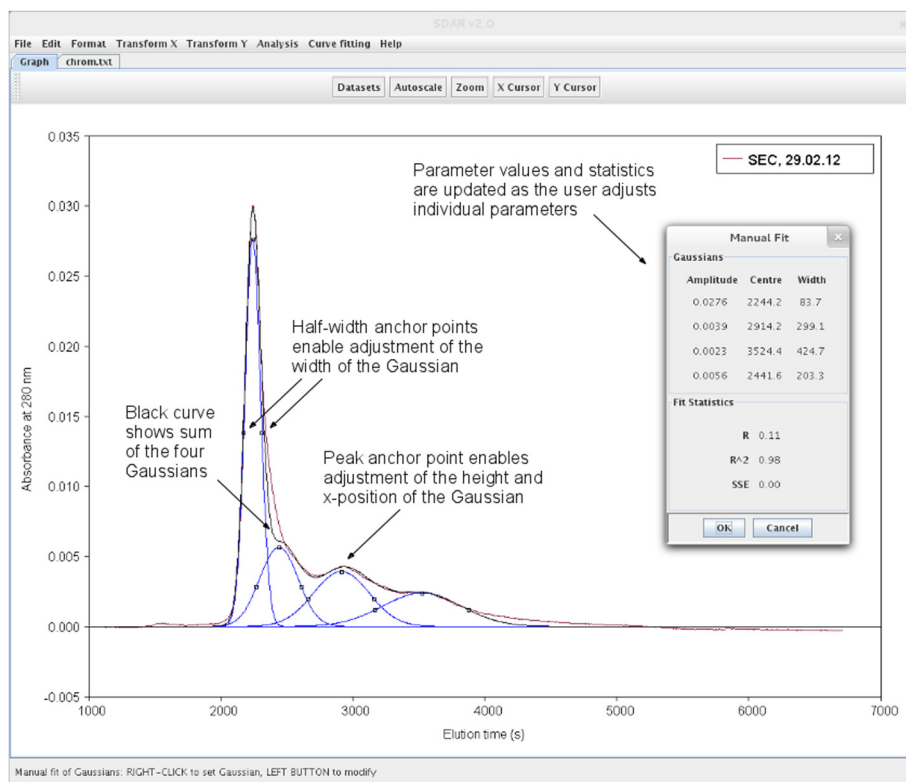 SDAR v2.0
File Edit Format Transform X Transform Y Analysis Curve fitting Help
Graph chrom.txt
Datasets Autoscale Zoom X Cursor Y Cursor
0.035
0.030
0.025
0.020
0.015
0.010
0.005
0.000
-0.005
Absorbance at 280 nm
1000 2000 3000 4000 5000 6000 7000
Elution time (s)
SEC, 29.02.12
Parameter values and statistics
are updated as the user adjusts
individual parameters
Half-width anchor points
enable adjustment of the
width of the Gaussian
Black curve
shows sum
of the four
Gaussians
Peak anchor point enables
adjustment of the height and
x-position of the Gaussian
Manual Fit
Gaussians
Amplitude Centre Width
0.0276 2244.2 83.7
0.0039 2914.2 299.1
0.0023 3524.4 424.7
0.0056 2441.6 203.3
Fit Statistics
R 0.11
R^2 0.98
SSE 0.00
OK Cancel
Manual fit of Gaussians: RIGHT-CLICK to set Gaussian, LEFT BUTTON to modify